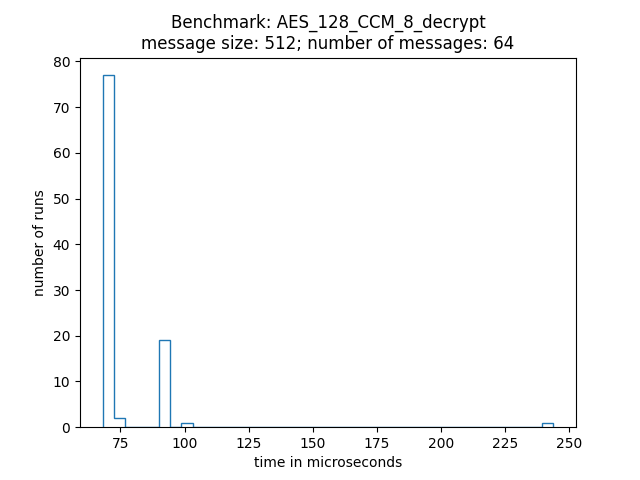 Benchmark: AES_128_CCM_8_decrypt
message size: 512; number of messages: 64
80
70
60
50
40
30
20
10
0
number of runs
75 100 125 150 175 200 225 250
time in microseconds